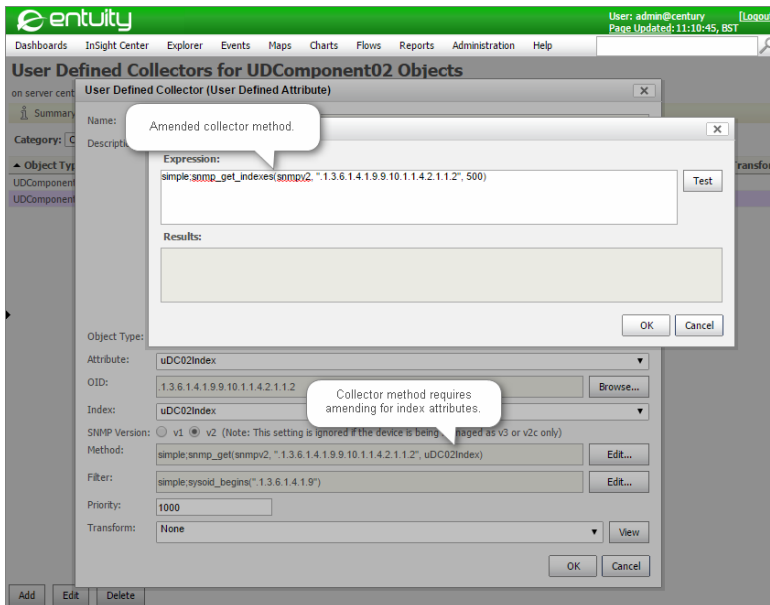 entuity
User: admin@century [Logout
Page Updated: 11:10:45, BST
Dashboards InSight Center Explorer Events Maps Charts Flows Reports Administration Help
User Defined Collectors for UDComponent02 Objects
on server cent
User Defined Collector (User Defined Attribute)
Summary
Name:
Amended collector method.
Category:
Descripti
Expression:
Object Typ
ransfor
simple;snmp_get_indexes(snmpv2, ".1.3.6.1.4.1.9.9.10.1.1.4.2.1.1.2", 500)
Test
UDComponent
UDComponent
Results:
OK Cancel
Object Type:
Attribute: uDC02Index
OID: .1.3.6.1.4.1.9.9.10.1.1.4.2.1.1.2 Browse...
Collector method requires
amending for index attributes.
Index: uDC02Index
SNMP Version: v1 v2 (Note: This setting is ignored if the device is being managed as v3 or v2c only)
Method: simple;snmp_get(snmpv2, ".1.3.6.1.4.1.9.9.10.1.1.4.2.1.1.2", uDC02Index) Edit...
Filter: simple;sysoid_begins(".1.3.6.1.4.1.9") Edit...
Priority: 1000
Transform: None View
OK Cancel
Add Edit Delete